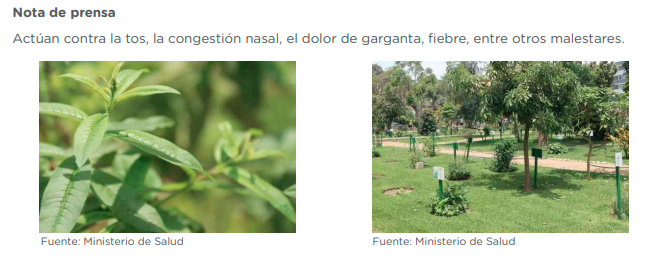 Nota de prensa
Actúan contra la tos, la congestión nasal, el dolor de garganta, fiebre, entre otros malestares.
Fuente: Ministerio de Salud
Fuente: Ministerio de Salud